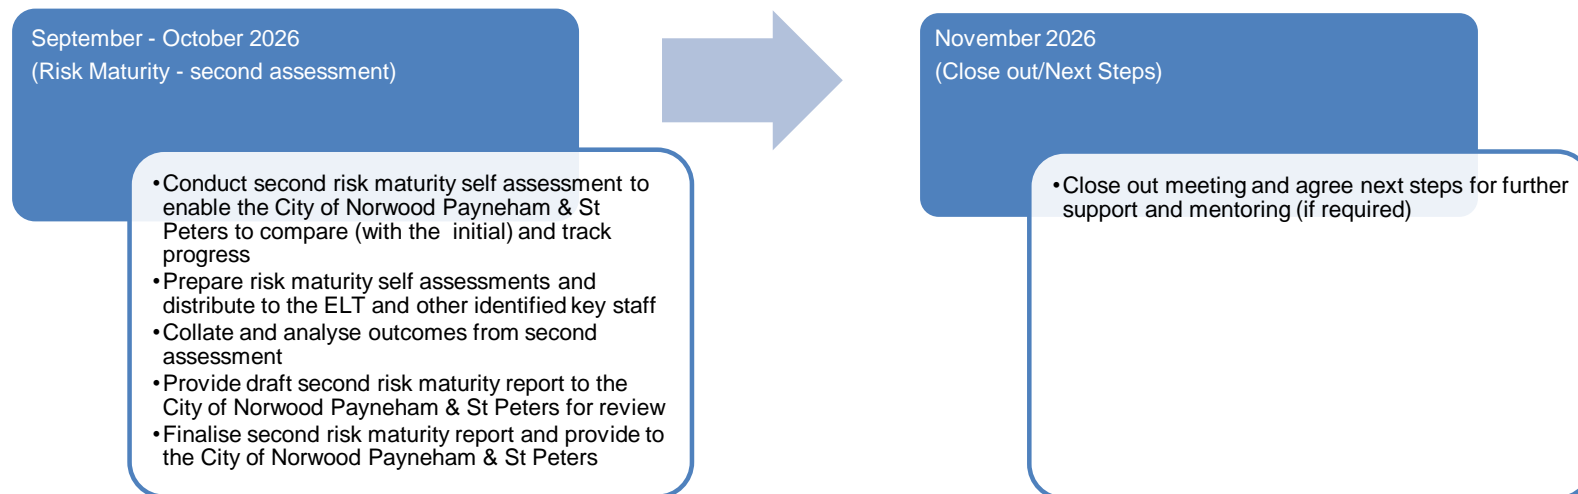 September - October 2026
(Risk Maturity - second assessment)
•Conduct second risk maturity self assessment to
enable the City of Norwood Payneham & St
Peters to compare (with the  initial) and track
progress
•Prepare risk maturity self assessments and
distribute to the ELT and other identified key staff
•Collate and analyse outcomes from second
assessment
•Provide draft second risk maturity report to the
City of Norwood Payneham & St Peters for review
•Finalise second risk maturity report and provide to
the City of Norwood Payneham & St Peters
November 2026
(Close out/Next Steps)
•Close out meeting and agree next steps for further
support and mentoring (if required)